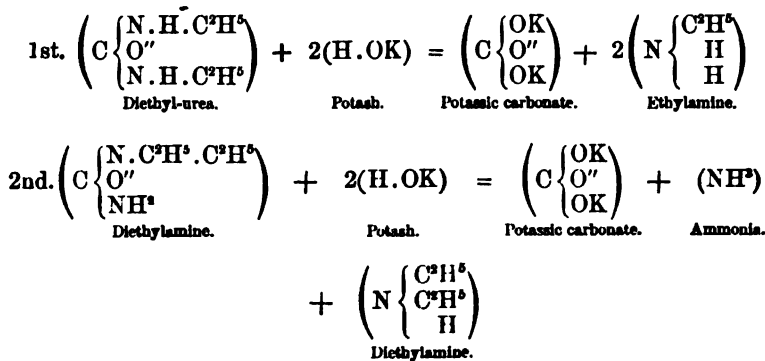 1st. (C { N.H.C²H⁵ O″ N.H.C²H⁵ ) + 2(H.OK) = (C { OK O″ OK ) + 2(N { C²H⁵ H H )
Diethyl-urea. Potash. Potassic carbonate. Ethylamine.
2nd. (C { N.C²H⁵.C²H⁵ O″ NH² ) + 2(H.OK) = (C { OK O″ OK ) + (NH³)
Diethylamine. Potash. Potassic carbonate. Ammonia.
+ (N { C²H⁵ C²H⁵ H )
Diethylamine.